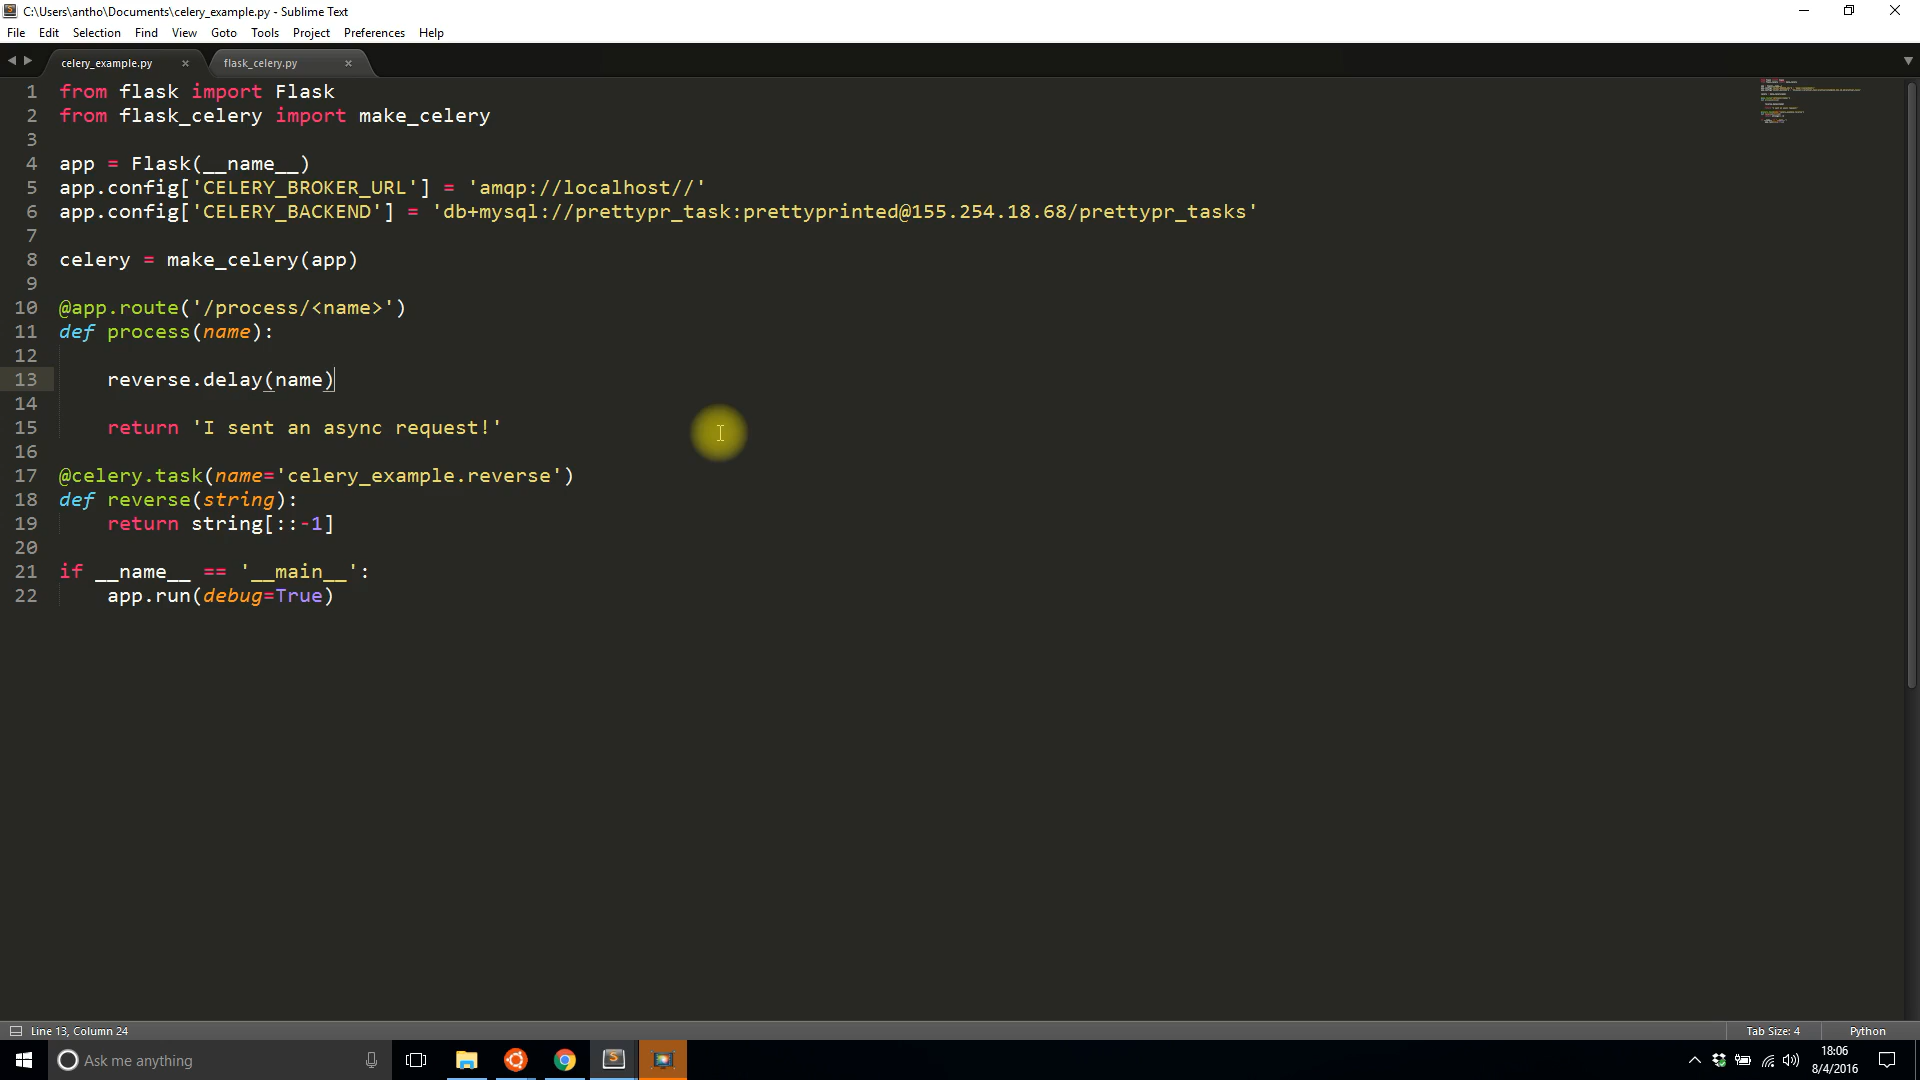 C:\Users\antho\Documents\celery_example.py - Sublime Text
File Edit Selection Find View Goto Tools Project Preferences Help
celery_example.py × flask_celery.py ×
1 from flask import Flask
2 from flask_celery import make_celery
3
4 app = Flask(__name__)
5 app.config['CELERY_BROKER_URL'] = 'amqp://localhost//'
6 app.config['CELERY_BACKEND'] = 'db+mysql://prettypr_task:prettyprinted@155.254.18.68/prettypr_tasks'
7
8 celery = make_celery(app)
9
10 @app.route('/process/<name>')
11 def process(name):
12
13     reverse.delay(name)
14
15     return 'I sent an async request!'
16
17 @celery.task(name='celery_example.reverse')
18 def reverse(string):
19     return string[::-1]
20
21 if __name__ == '__main__':
22     app.run(debug=True)
Line 13, Column 24 Tab Size: 4 Python
Ask me anything
18:06
8/4/2016